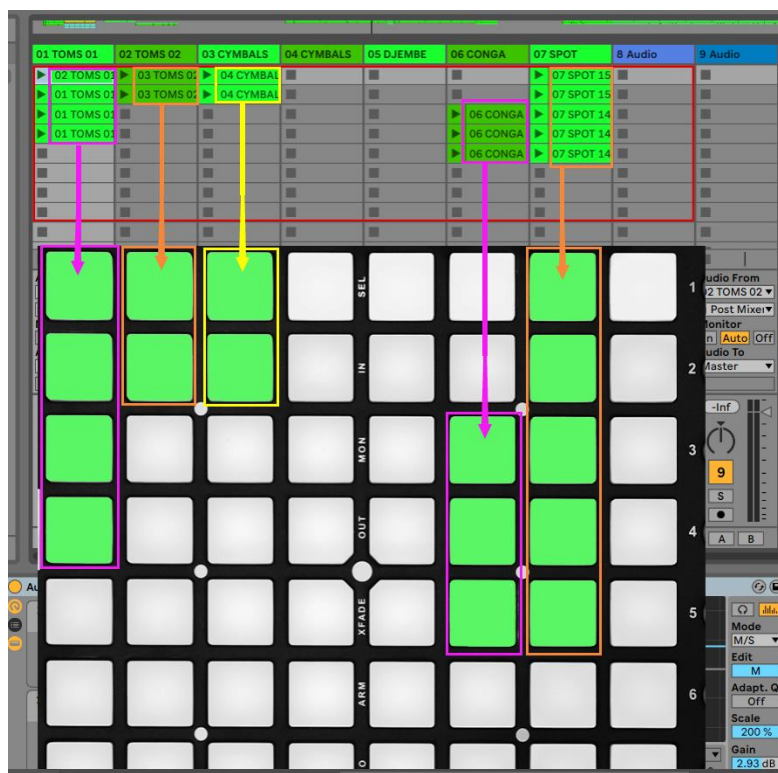 01 TOMS 01 02 TOMS 02 03 CYMBALS 04 CYMBALS 05 DJEMBE 06 CONGA 07 SPOT 8 Audio 9 Audio
02 TOMS 01 03 TOMS 02 04 CYMBAL 07 SPOT 15
01 TOMS 01 03 TOMS 02 04 CYMBAL 07 SPOT 15
01 TOMS 01 06 CONGA 07 SPOT 14
01 TOMS 01 06 CONGA 07 SPOT 14
06 CONGA 07 SPOT 14
SEL
1
IN
2
MON
3
OUT
4
XFADE
5
ARM
6
O
udio From
02 TOMS 02
Post Mixer
Monitor
n Auto Off
udio To
Master
-Inf
9
S
A B
Au
Mode
M/S
Edit
M
Adapt. Q
Off
Scale
200 %
Gain
2.93 dB